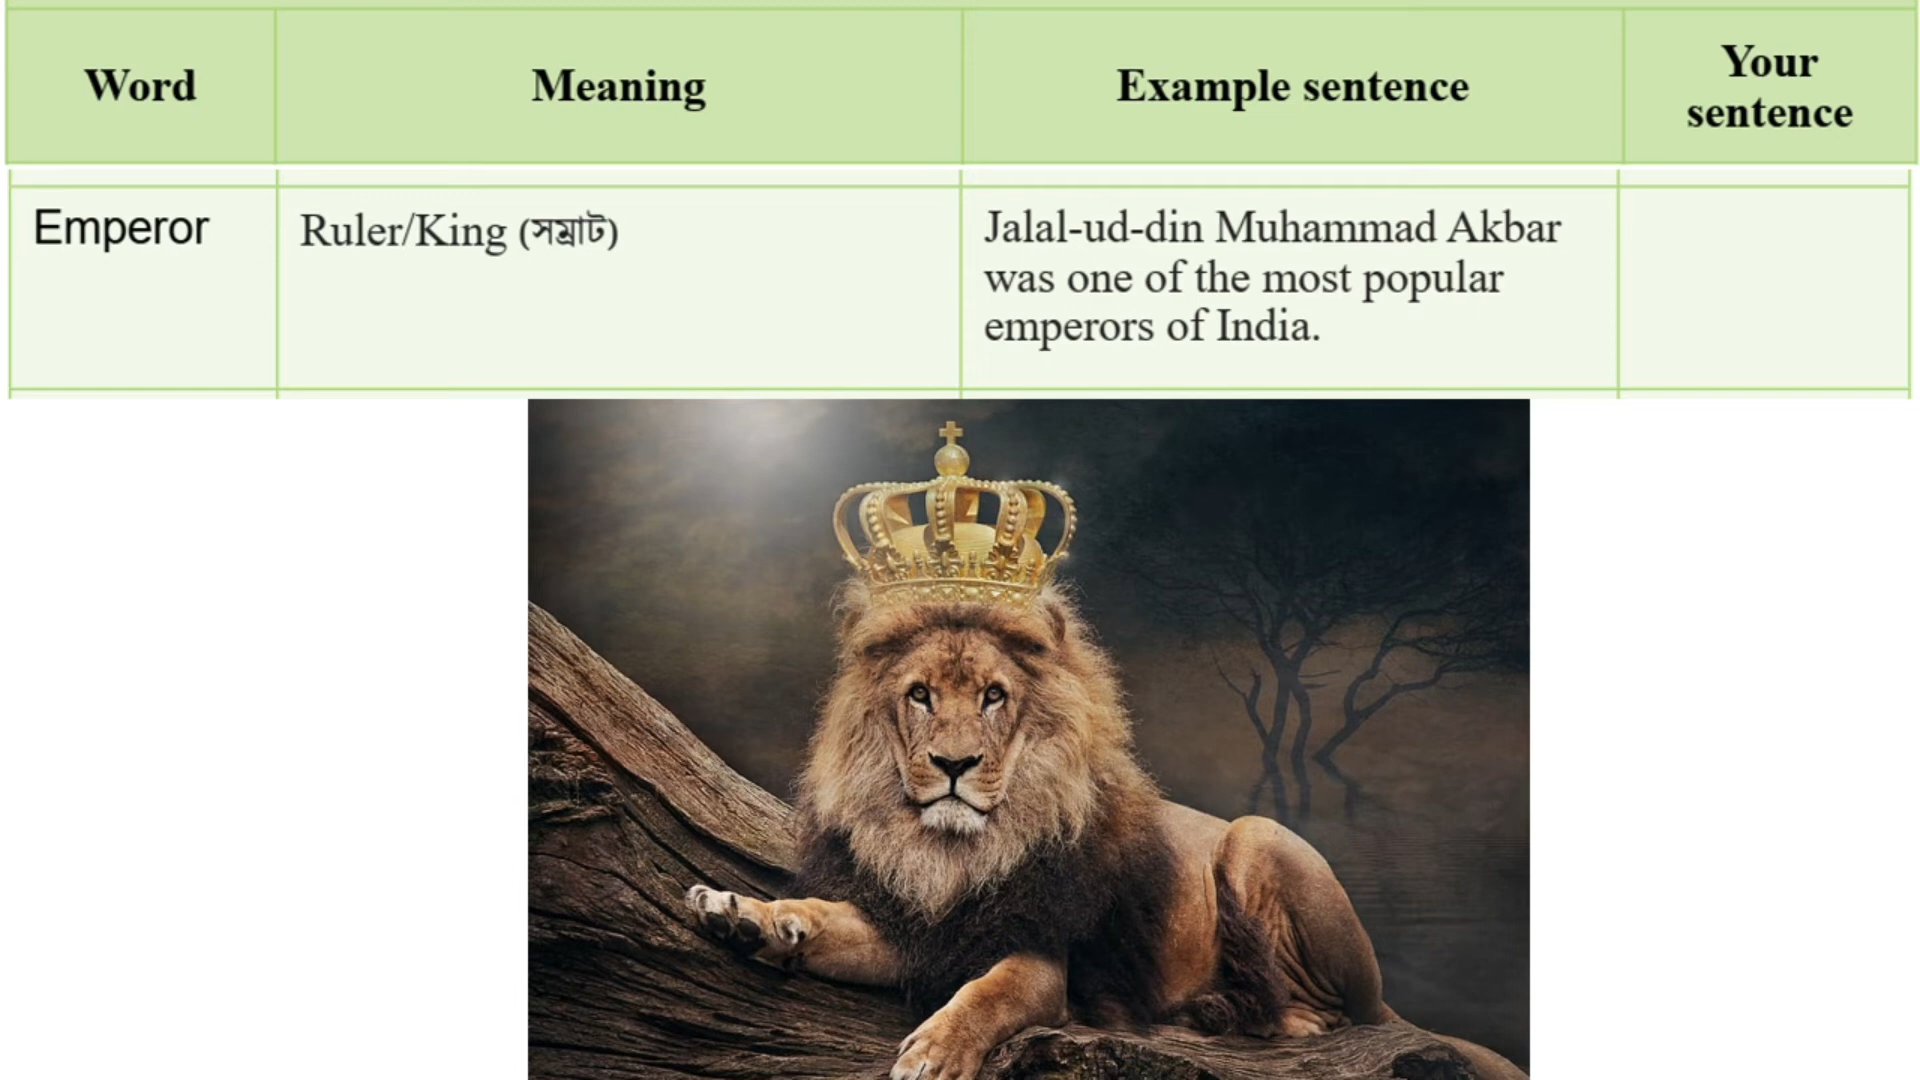 Word Meaning Example sentence Your
sentence
Emperor Ruler/King (সম্রাট) Jalal-ud-din Muhammad Akbar
was one of the most popular
emperors of India.